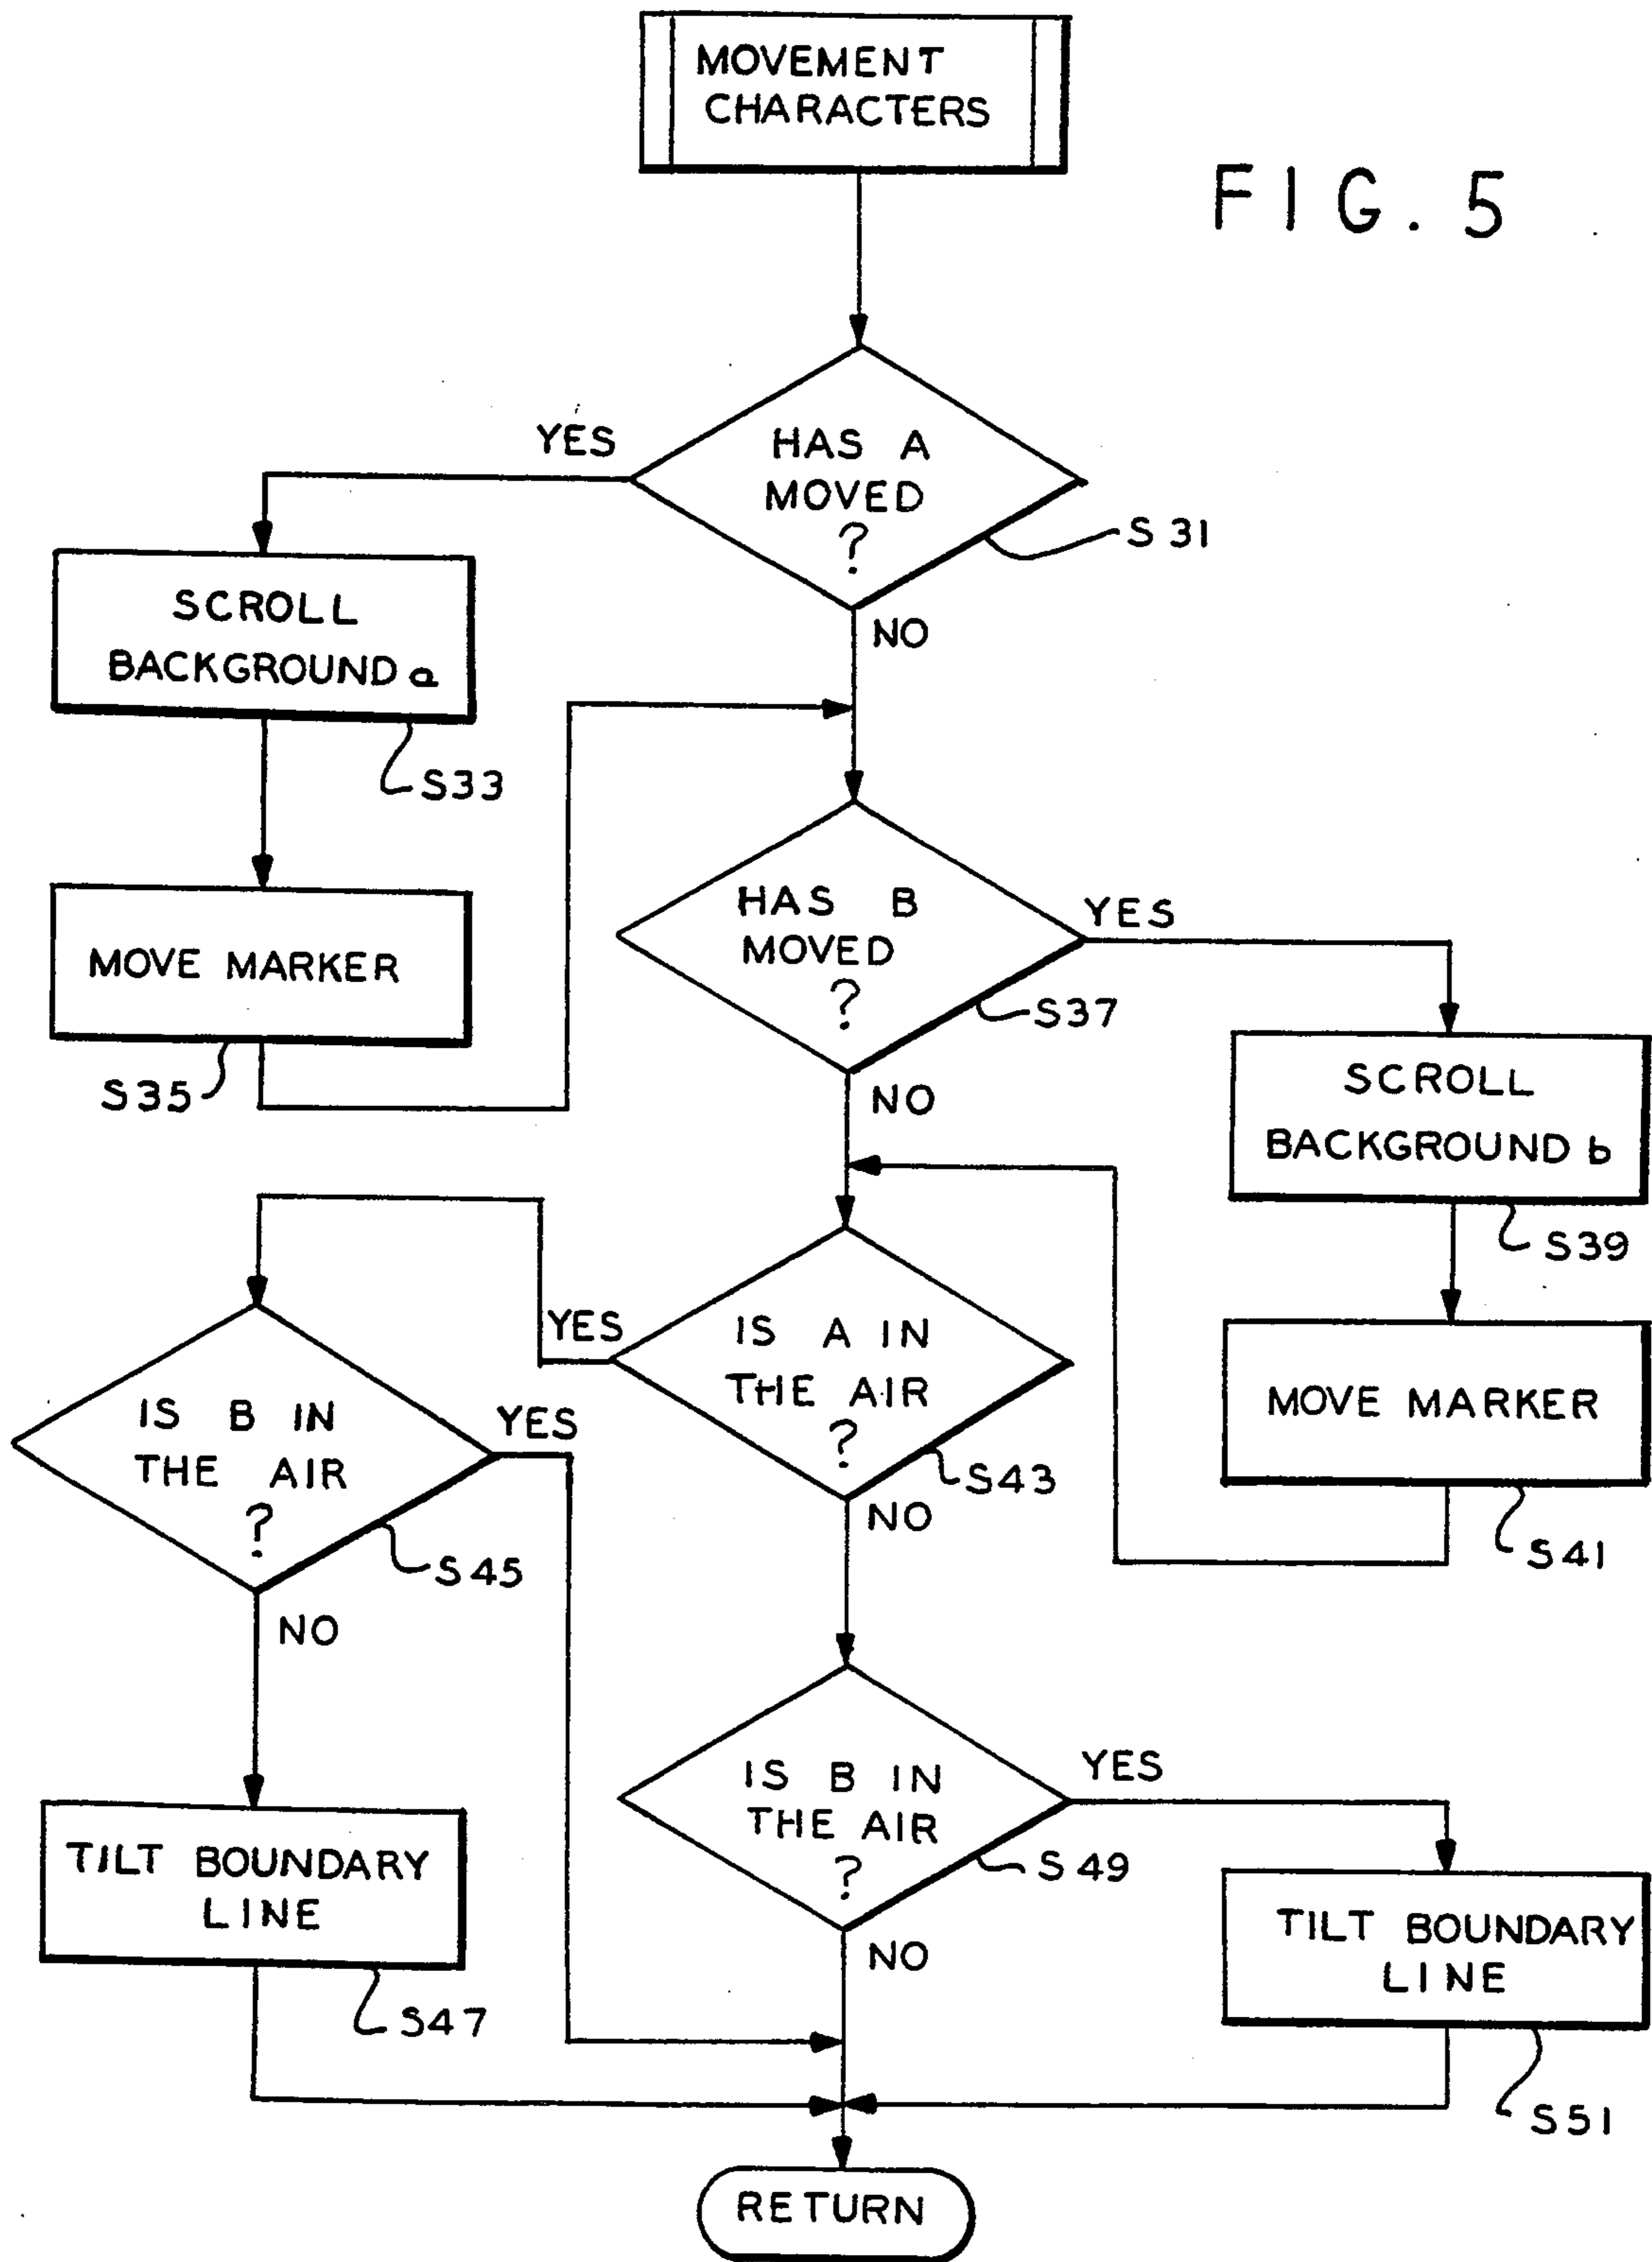 MOVEMENT
CHARACTERS
FIG. 5
HAS A
MOVED
?
YES
NO
S31
SCROLL
BACKGROUND a
S33
MOVE MARKER
S35
HAS B
MOVED
?
YES
NO
S37
SCROLL
BACKGROUND b
S39
MOVE MARKER
S41
IS A IN
THE AIR
?
YES
NO
S43
IS B IN
THE AIR
?
YES
NO
S45
TILT BOUNDARY
LINE
S47
IS B IN
THE AIR
?
YES
NO
S49
TILT BOUNDARY
LINE
S51
RETURN